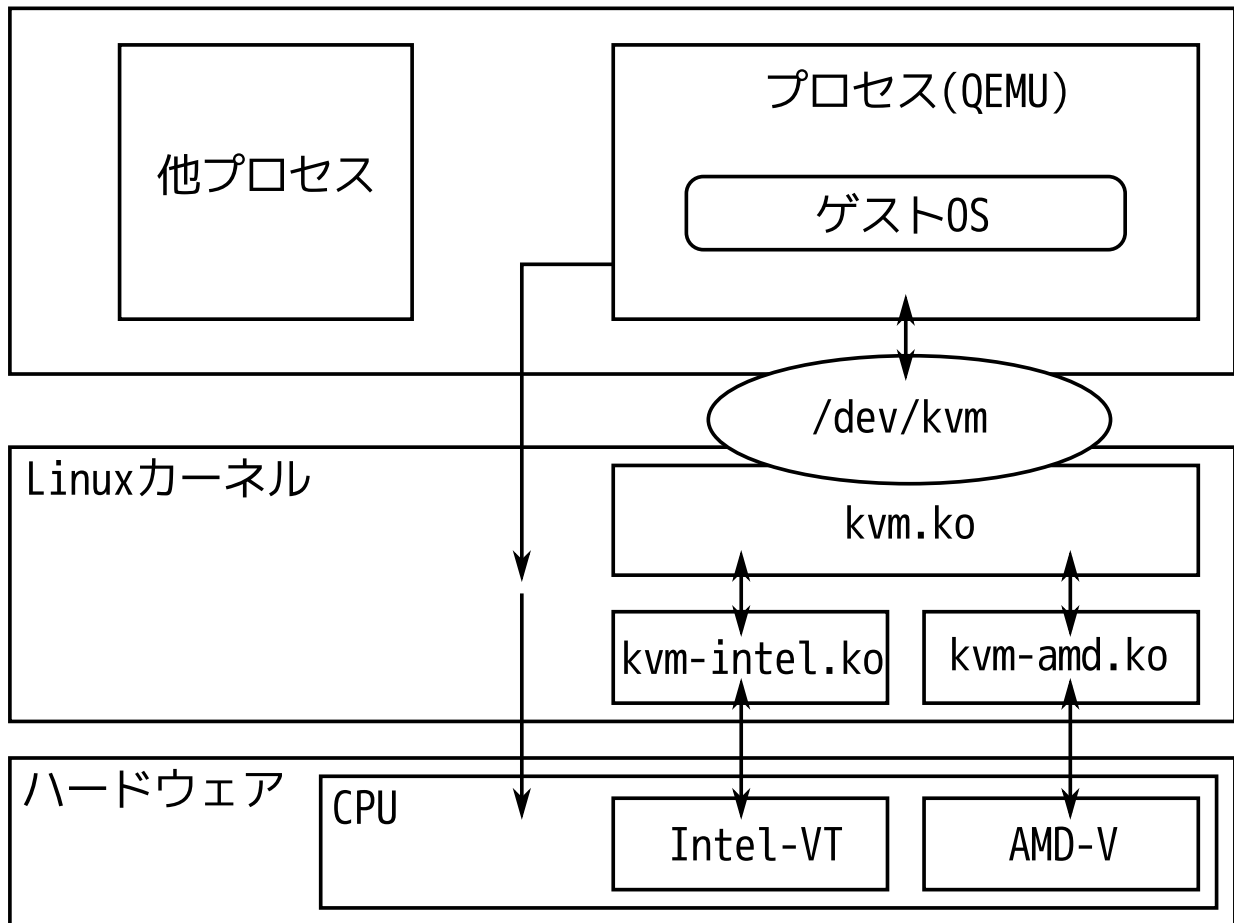 プロセス(QEMU)
他プロセス
ゲストOS
/dev/kvm
Linuxカーネル
kvm.ko
kvm-intel.ko
kvm-amd.ko
ハードウェア
CPU
Intel-VT
AMD-V